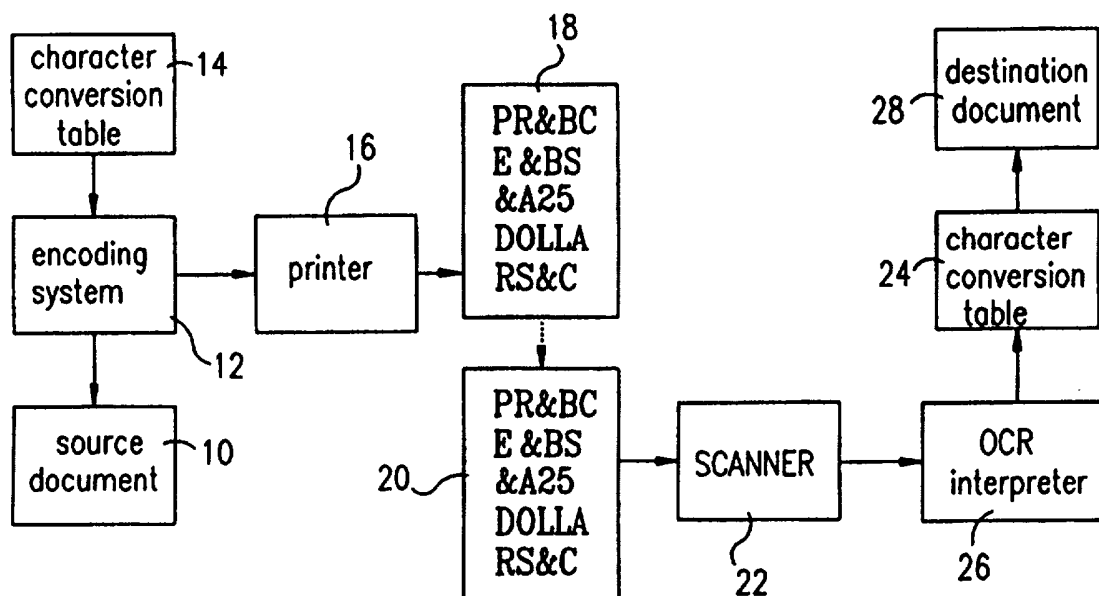 character
conversion
table
14
encoding
system
12
source
document
10
16
printer
18
PR&BC
E &BS
&A25
DOLLA
RS&C
20
PR&BC
E &BS
&A25
DOLLA
RS&C
SCANNER
22
OCR
interpreter
26
24
character
conversion
table
28
destination
document